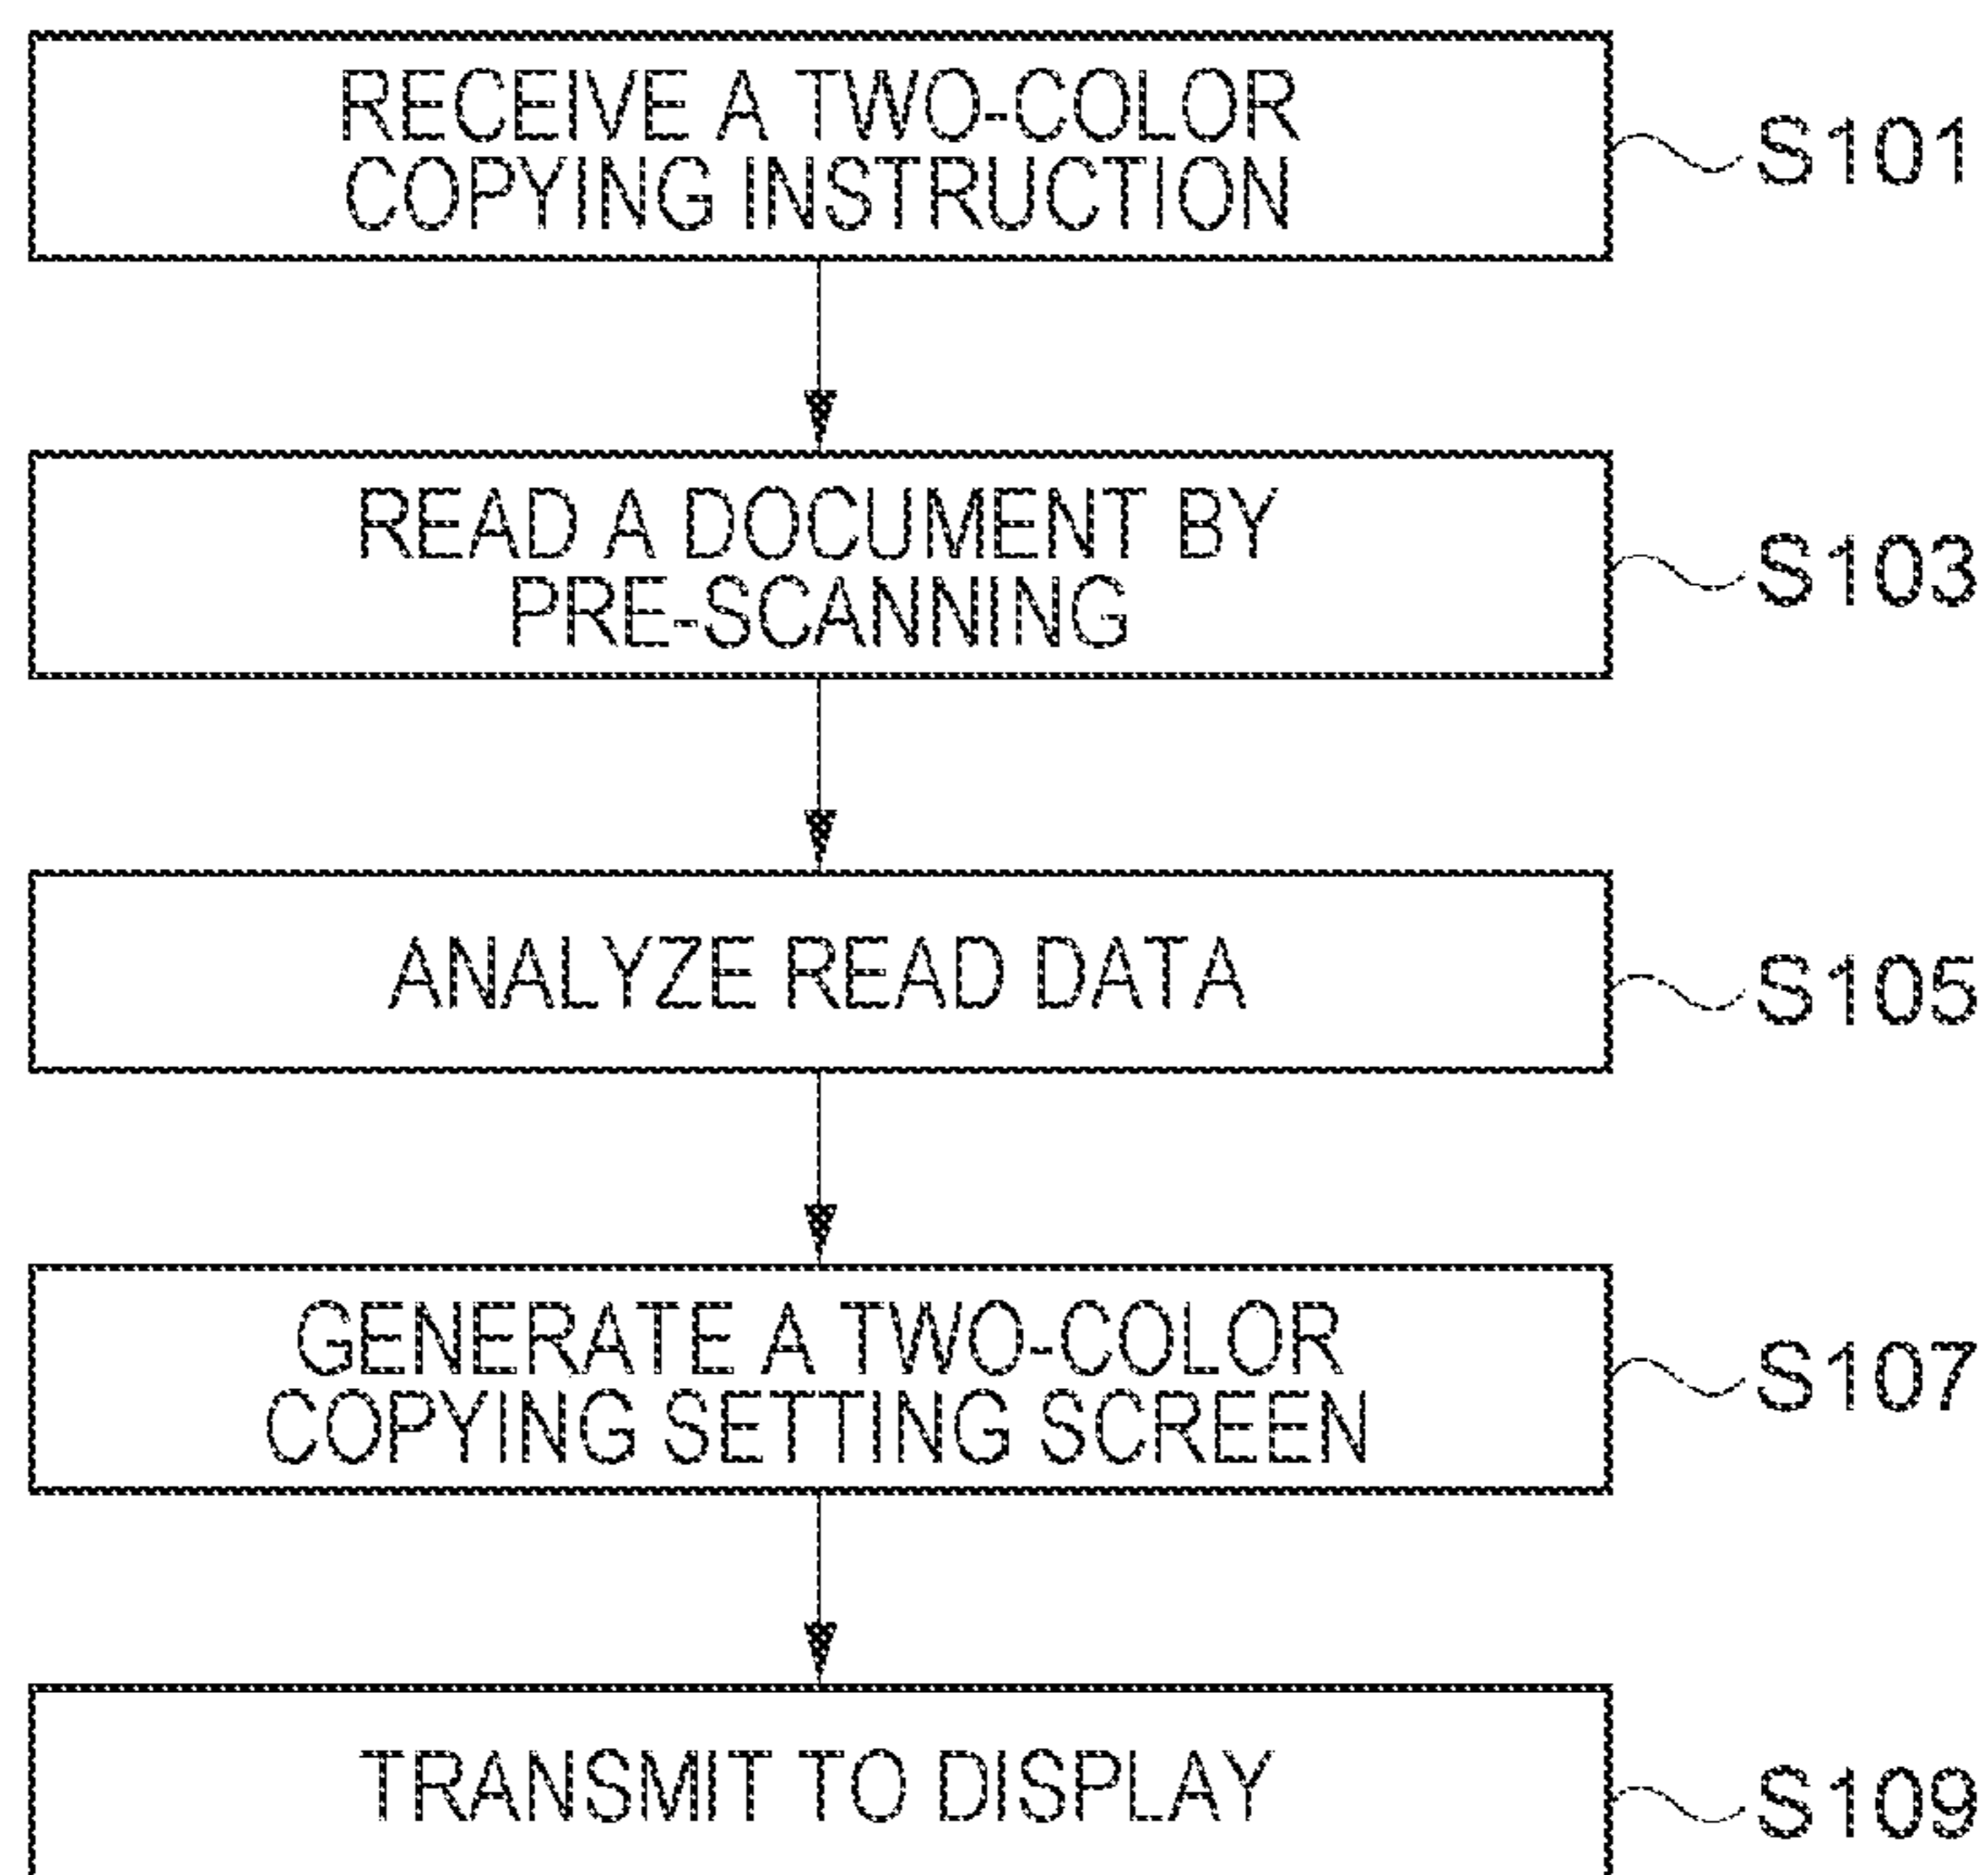 RECEIVE A TWO-COLOR
COPYING INSTRUCTION
S101
READ A DOCUMENT BY
PRE-SCANNING
S103
ANALYZE READ DATA
S105
GENERATE A TWO-COLOR
COPYING SETTING SCREEN
S107
TRANSMIT TO DISPLAY
S109